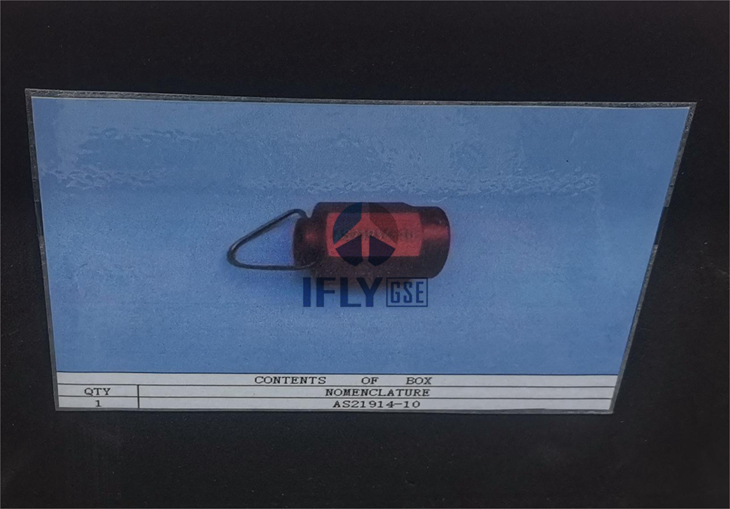 IFLY GSE
CONTENTS OF BOX
QTY NOMENCLATURE
1 AS21914-10